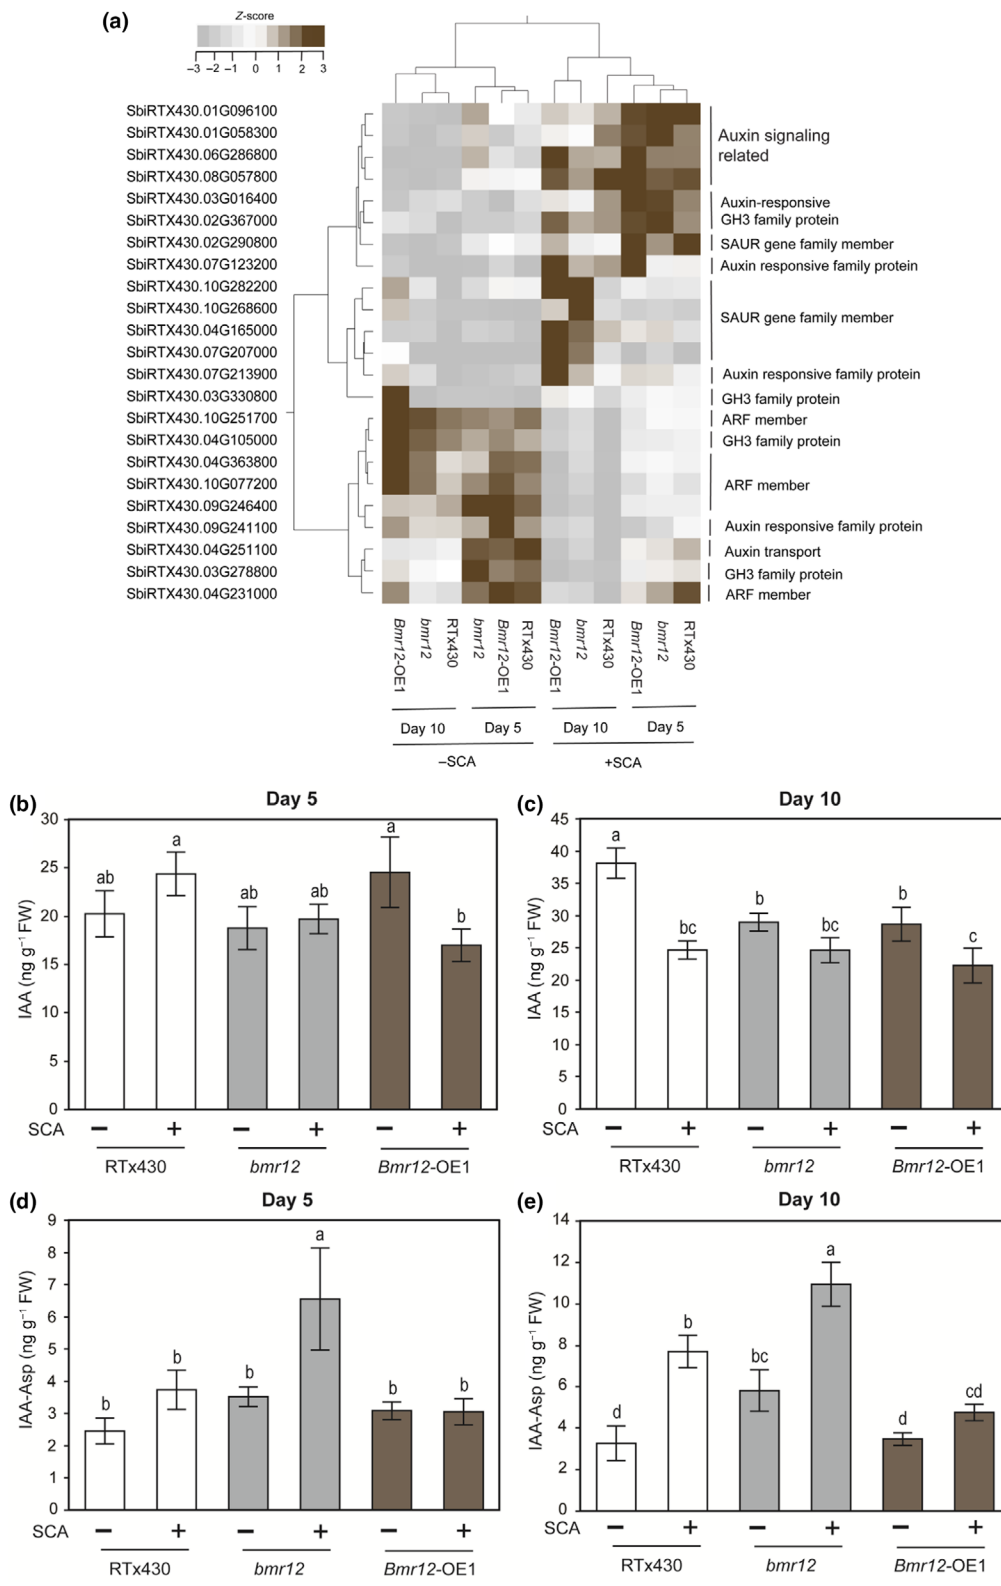 (a)
Z-score
–3 –2 –1 0 1 2 3
SbiRTX430.01G096100
SbiRTX430.01G058300
SbiRTX430.06G286800
SbiRTX430.08G057800
SbiRTX430.03G016400
SbiRTX430.02G367000
SbiRTX430.02G290800
SbiRTX430.07G123200
SbiRTX430.10G282200
SbiRTX430.10G268600
SbiRTX430.04G165000
SbiRTX430.07G207000
SbiRTX430.07G213900
SbiRTX430.03G330800
SbiRTX430.10G251700
SbiRTX430.04G105000
SbiRTX430.04G363800
SbiRTX430.10G077200
SbiRTX430.09G246400
SbiRTX430.09G241100
SbiRTX430.04G251100
SbiRTX430.03G278800
SbiRTX430.04G231000
Auxin signaling
related
Auxin-responsive
GH3 family protein
SAUR gene family member
Auxin responsive family protein
SAUR gene family member
Auxin responsive family protein
GH3 family protein
ARF member
GH3 family protein
ARF member
Auxin responsive family protein
Auxin transport
GH3 family protein
ARF member
Bmr12-OE1 bmr12 RTx430 bmr12 Bmr12-OE1 RTx430 Bmr12-OE1 bmr12 RTx430 Bmr12-OE1 bmr12 RTx430
Day 10 Day 5 Day 10 Day 5
–SCA +SCA
(b)
Day 5
IAA (ng g⁻¹ FW)
30
25
20
15
10
5
0
ab a ab ab a b
SCA – + – + – +
RTx430 bmr12 Bmr12-OE1
(c)
Day 10
IAA (ng g⁻¹ FW)
45
40
35
30
25
20
15
10
5
0
a bc b bc b c
SCA – + – + – +
RTx430 bmr12 Bmr12-OE1
(d)
Day 5
IAA-Asp (ng g⁻¹ FW)
9
8
7
6
5
4
3
2
1
0
b b b a b b
SCA – + – + – +
RTx430 bmr12 Bmr12-OE1
(e)
Day 10
IAA-Asp (ng g⁻¹ FW)
14
12
10
8
6
4
2
0
d b bc a d cd
SCA – + – + – +
RTx430 bmr12 Bmr12-OE1